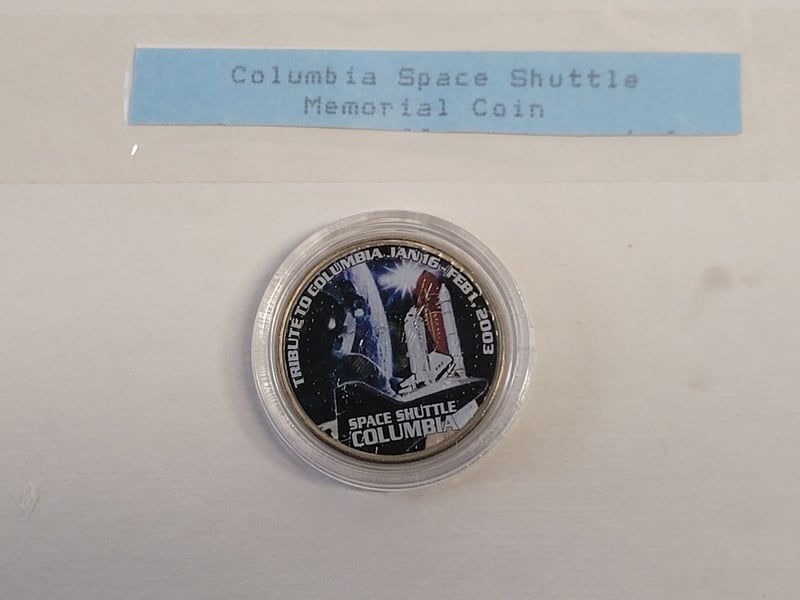 Columbia Space Shuttle
Memorial Coin
TRIBUTE TO COLUMBIA JAN 16 - FEB 1, 2003
SPACE SHUTTLE
COLUMBIA